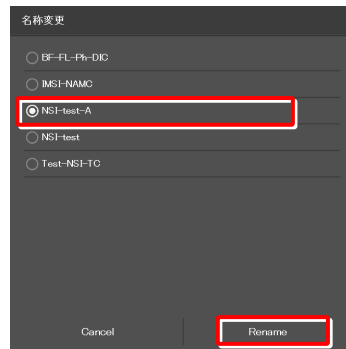 名称変更
BF-FL-Ph-DIC
IMSI-NAMC
NSI-test-A
NSI-test
Test-NSI-TC
Cancel
Rename